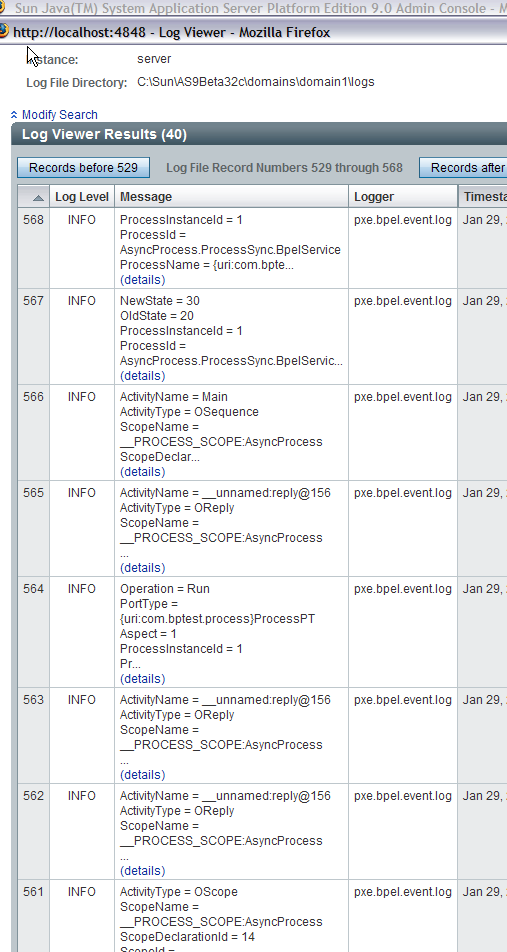 Sun Java(TM) System Application Server Platform Edition 9.0 Admin Console - M
http://localhost:4848 - Log Viewer - Mozilla Firefox
server
Log File Directory: C:\Sun\AS9Beta32c\domains\domain1\logs
Modify Search
Log Viewer Results (40)
Records before 529 Log File Record Numbers 529 through 568 Records after
Log Level Message Logger Timesta
568 INFO ProcessInstanceId = 1 pxe.bpel.event.log Jan 29,
ProcessId =
AsyncProcess.ProcessSync.BpelService
ProcessName = {uri:com.bpte...
(details)
567 INFO NewState = 30 pxe.bpel.event.log Jan 29,
OldState = 20
ProcessInstanceId = 1
ProcessId =
AsyncProcess.ProcessSync.BpelServic...
(details)
566 INFO ActivityName = Main pxe.bpel.event.log Jan 29,
ActivityType = OSequence
ScopeName =
__PROCESS_SCOPE:AsyncProcess
ScopeDeclar...
(details)
565 INFO ActivityName = __unnamed:reply@156 pxe.bpel.event.log Jan 29,
ActivityType = OReply
ScopeName =
__PROCESS_SCOPE:AsyncProcess
...
(details)
564 INFO Operation = Run pxe.bpel.event.log Jan 29,
PortType =
{uri:com.bptest.process}ProcessPT
Aspect = 1
ProcessInstanceId = 1
Pr...
(details)
563 INFO ActivityName = __unnamed:reply@156 pxe.bpel.event.log Jan 29,
ActivityType = OReply
ScopeName =
__PROCESS_SCOPE:AsyncProcess
...
(details)
562 INFO ActivityName = __unnamed:reply@156 pxe.bpel.event.log Jan 29,
ActivityType = OReply
ScopeName =
__PROCESS_SCOPE:AsyncProcess
...
(details)
561 INFO ActivityType = OScope pxe.bpel.event.log Jan 29,
ScopeName =
__PROCESS_SCOPE:AsyncProcess
ScopeDeclarationId = 14
ScopeId =